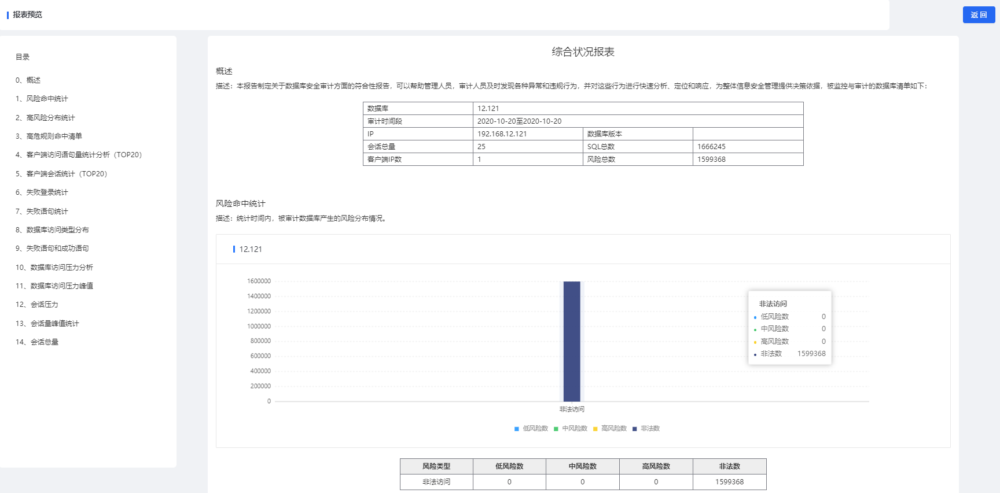 报表预览
返 回
目录
0、概述
1、风险命中统计
2、高风险分布统计
3、高危规则命中清单
4、客户端访问语句量统计分析（TOP20）
5、客户端会话统计（TOP20）
6、失败登录统计
7、失败语句统计
8、数据库访问类型分布
9、失败语句和成功语句
10、数据库访问压力分析
11、数据库访问压力峰值
12、会话压力
13、会话量峰值统计
14、会话总量
综合状况报表
概述
描述：本报告制定关于数据库安全审计方面的符合性报告，可以帮助管理人员，审计人员及时发现各种异常和违规行为，并对这些行为进行快速分析、定位和响应，为整体信息安全管理提供决策依据，被监控与审计的数据库清单如下：
数据库 12.121
审计时间段 2020-10-20至2020-10-20
IP 192.168.12.121 数据库版本
会话总量 25 SQL总数 1666245
客户端IP数 1 风险总数 1599368
风险命中统计
描述：统计时间内，被审计数据库产生的风险分布情况。
12.121
1600000
1400000
1200000
1000000
800000
600000
400000
200000
0
非法访问
非法访问
低风险数 0
中风险数 0
高风险数 0
非法数 1599368
低风险数 中风险数 高风险数 非法数
风险类型 低风险数 中风险数 高风险数 非法数
非法访问 0 0 0 1599368